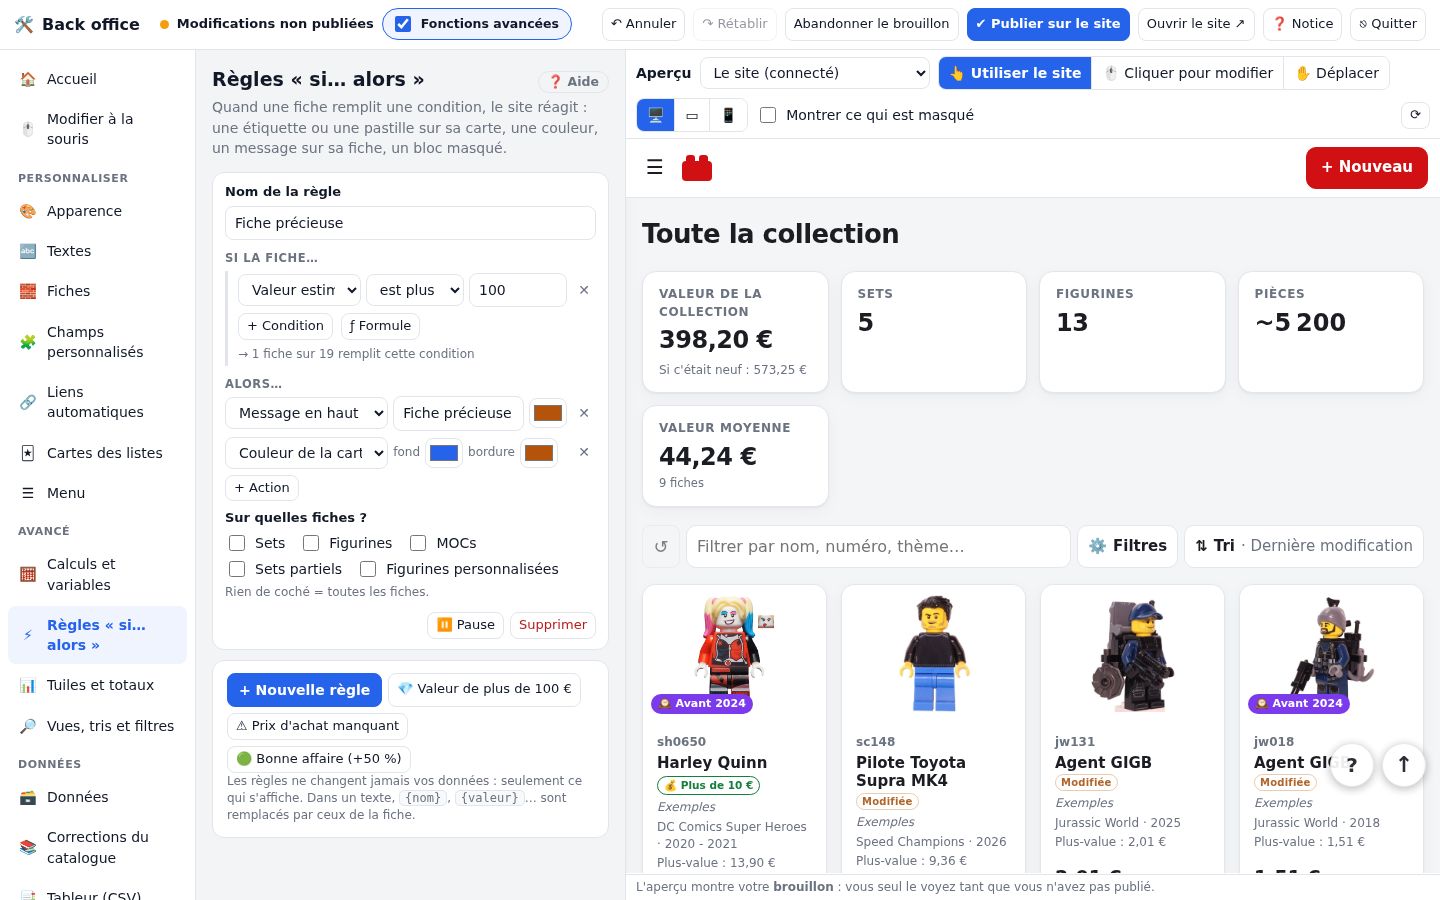 Back office
Modifications non publiées
Fonctions avancées
↶ Annuler
↷ Rétablir
Abandonner le brouillon
✔ Publier sur le site
Ouvrir le site ↗
❓ Notice
⎋ Quitter
Accueil
Modifier à la
souris
PERSONNALISER
Apparence
Textes
Fiches
Champs
personnalisés
Liens
automatiques
Cartes des listes
Menu
AVANCÉ
Calculs et
variables
Règles « si…
alors »
Tuiles et totaux
Vues, tris et filtres
DONNÉES
Données
Corrections du
catalogue
Tableur (CSV)
Règles « si… alors »
❓ Aide
Quand une fiche remplit une condition, le site réagit :
une étiquette ou une pastille sur sa carte, une couleur,
un message sur sa fiche, un bloc masqué.
Nom de la règle
Fiche précieuse
SI LA FICHE…
Valeur estim
est plus
100
✕
+ Condition
ƒ Formule
→ 1 fiche sur 19 remplit cette condition
ALORS…
Message en haut
Fiche précieuse
✕
Couleur de la cart
fond
bordure
✕
+ Action
Sur quelles fiches ?
Sets
Figurines
MOCs
Sets partiels
Figurines personnalisées
Rien de coché = toutes les fiches.
Pause
Supprimer
+ Nouvelle règle
Valeur de plus de 100 €
⚠ Prix d'achat manquant
Bonne affaire (+50 %)
Les règles ne changent jamais vos données : seulement ce
qui s'affiche. Dans un texte, {nom}, {valeur}… sont
remplacés par ceux de la fiche.
Aperçu
Le site (connecté)
Utiliser le site
Cliquer pour modifier
Déplacer
Montrer ce qui est masqué
⟳
☰
+ Nouveau
Toute la collection
VALEUR DE LA
COLLECTION
398,20 €
Si c'était neuf : 573,25 €
SETS
5
FIGURINES
13
PIÈCES
~5 200
VALEUR MOYENNE
44,24 €
9 fiches
↺
Filtrer par nom, numéro, thème…
Filtres
⇅ Tri · Dernière modification
Avant 2024
sh0650
Harley Quinn
Plus de 10 €
Exemples
DC Comics Super Heroes
· 2020 - 2021
Plus-value : 13,90 €
sc148
Pilote Toyota
Supra MK4
Modifiée
Exemples
Speed Champions · 2026
Plus-value : 9,36 €
jw131
Agent GIGB
Modifiée
Exemples
Jurassic World · 2025
Plus-value : 2,01 €
Avant 2024
jw018
Agent
Modifiée
Exemples
Jurassic World · 2018
Plus-value : 1,51 €
?
↑
L'aperçu montre votre brouillon : vous seul le voyez tant que vous n'avez pas publié.